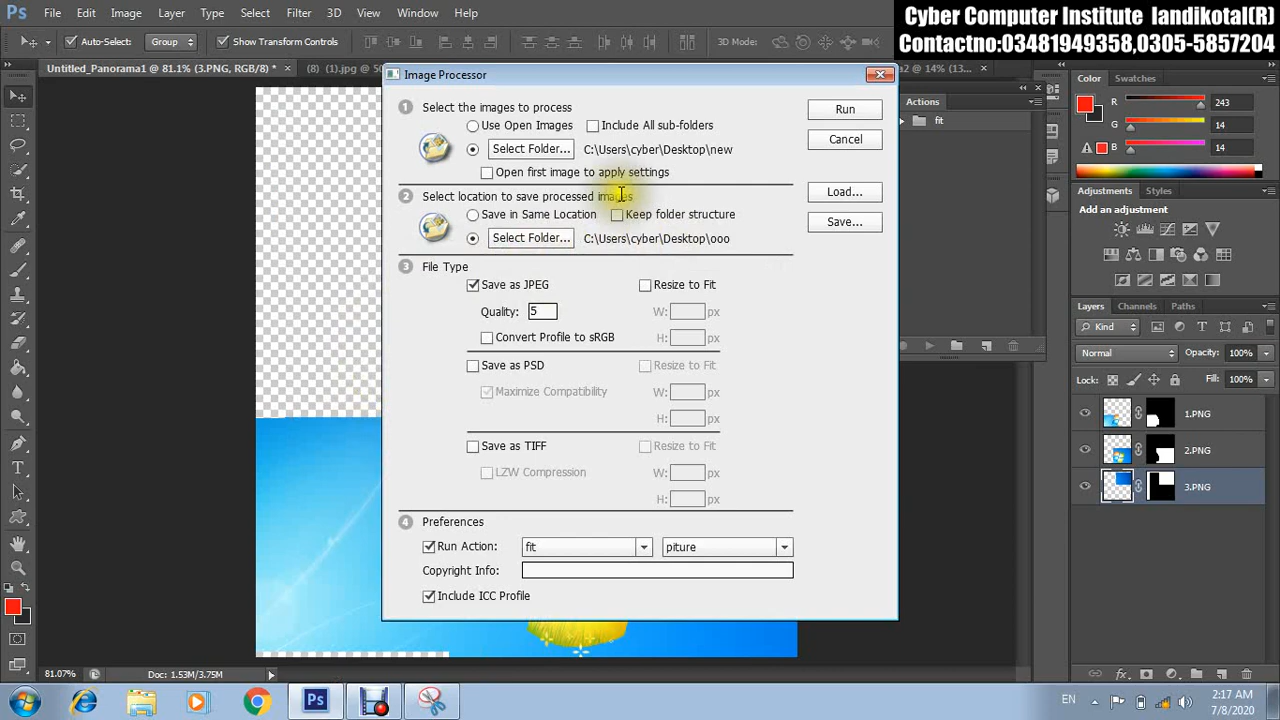 Cyber Computer Institute landikotal(R)
Contactno:03481949358,0305-5857204
Ps File Edit Image Layer Type Select Filter 3D View Window Help
Auto-Select: Group Show Transform Controls 3D Mode:
Untitled_Panorama1 @ 81.1% (3.PNG, RGB/8) * × (8) (1).jpg @ 50 a2 @ 14% (13... ×
Image Processor
1 Select the images to process
Use Open Images Include All sub-folders
Select Folder... C:\Users\cyber\Desktop\new
Open first image to apply settings
2 Select location to save processed images
Save in Same Location Keep folder structure
Select Folder... C:\Users\cyber\Desktop\ooo
3 File Type
Save as JPEG Resize to Fit
Quality: 5 W: px
Convert Profile to sRGB H: px
Save as PSD Resize to Fit
Maximize Compatibility W: px
H: px
Save as TIFF Resize to Fit
LZW Compression W: px
H: px
4 Preferences
Run Action: fit piture
Copyright Info:
Include ICC Profile
Run
Cancel
Load...
Save...
Actions
fit
Color Swatches
R 243
G 14
B 14
Adjustments Styles
Add an adjustment
Layers Channels Paths
Kind
Normal Opacity: 100%
Lock: Fill: 100%
1.PNG
2.PNG
3.PNG
81.07% Doc: 1.53M/3.75M
EN 2:17 AM
7/8/2020